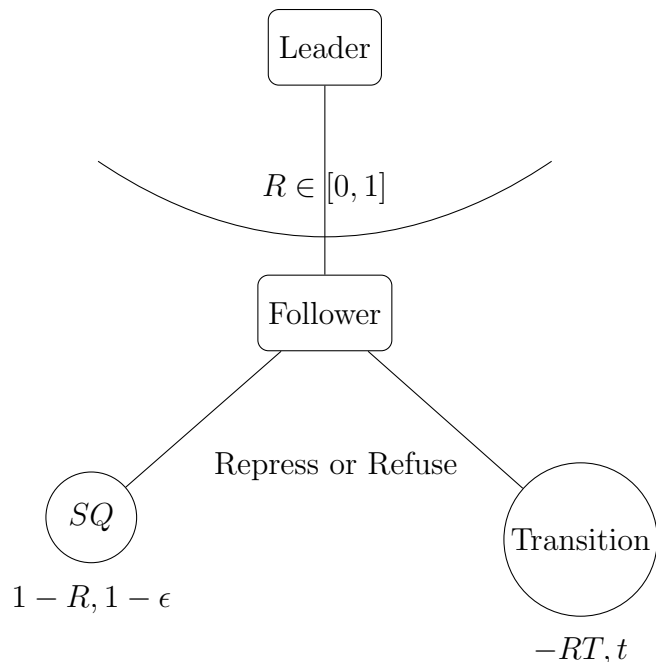 Leader
R ∈ [0, 1]
Follower
Repress or Refuse
SQ
Transition
1 − R, 1 − ϵ
−RT, t